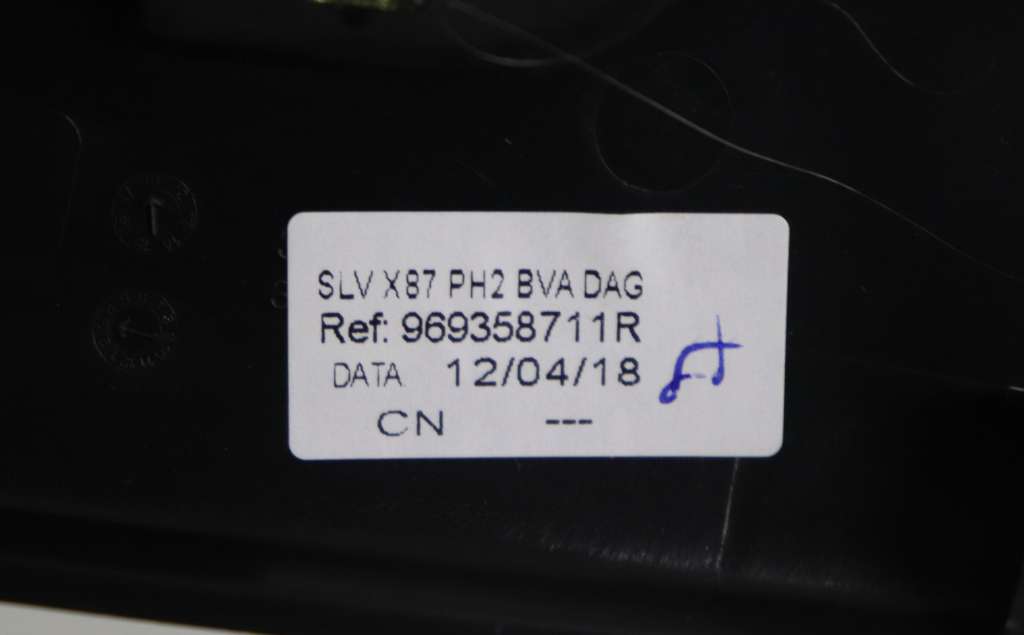 SLV X87 PH2 BVA DAG
Ref: 969358711R
DATA 12/04/18
CN ---